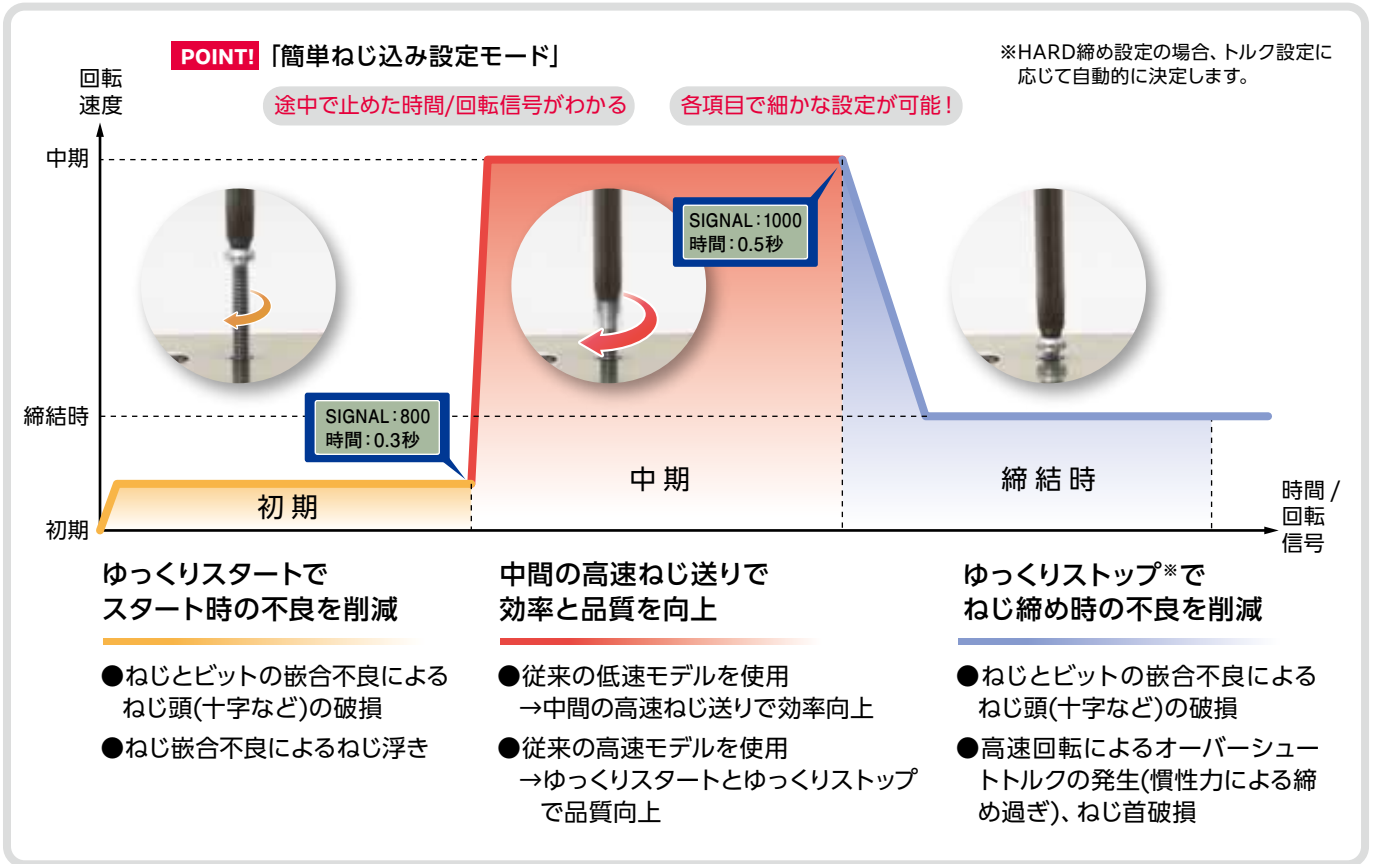 POINT!「簡単ねじ込み設定モード」
※HARD締め設定の場合、トルク設定に
応じて自動的に決定します。
回転
速度
途中で止めた時間/回転信号がわかる
各項目で細かな設定が可能!
中期
SIGNAL:1000
時間:0.5秒
締結時
SIGNAL:800
時間:0.3秒
初期
中期
締結時
初期
時間/
回転
信号
ゆっくりスタートで
スタート時の不良を削減
●ねじとビットの嵌合不良による
ねじ頭(十字など)の破損
●ねじ嵌合不良によるねじ浮き
中間の高速ねじ送りで
効率と品質を向上
●従来の低速モデルを使用
→中間の高速ねじ送りで効率向上
●従来の高速モデルを使用
→ゆっくりスタートとゆっくりストップ
で品質向上
ゆっくりストップ※で
ねじ締め時の不良を削減
●ねじとビットの嵌合不良による
ねじ頭(十字など)の破損
●高速回転によるオーバーシュー
トトルクの発生(慣性力による締
め過ぎ)、ねじ首破損